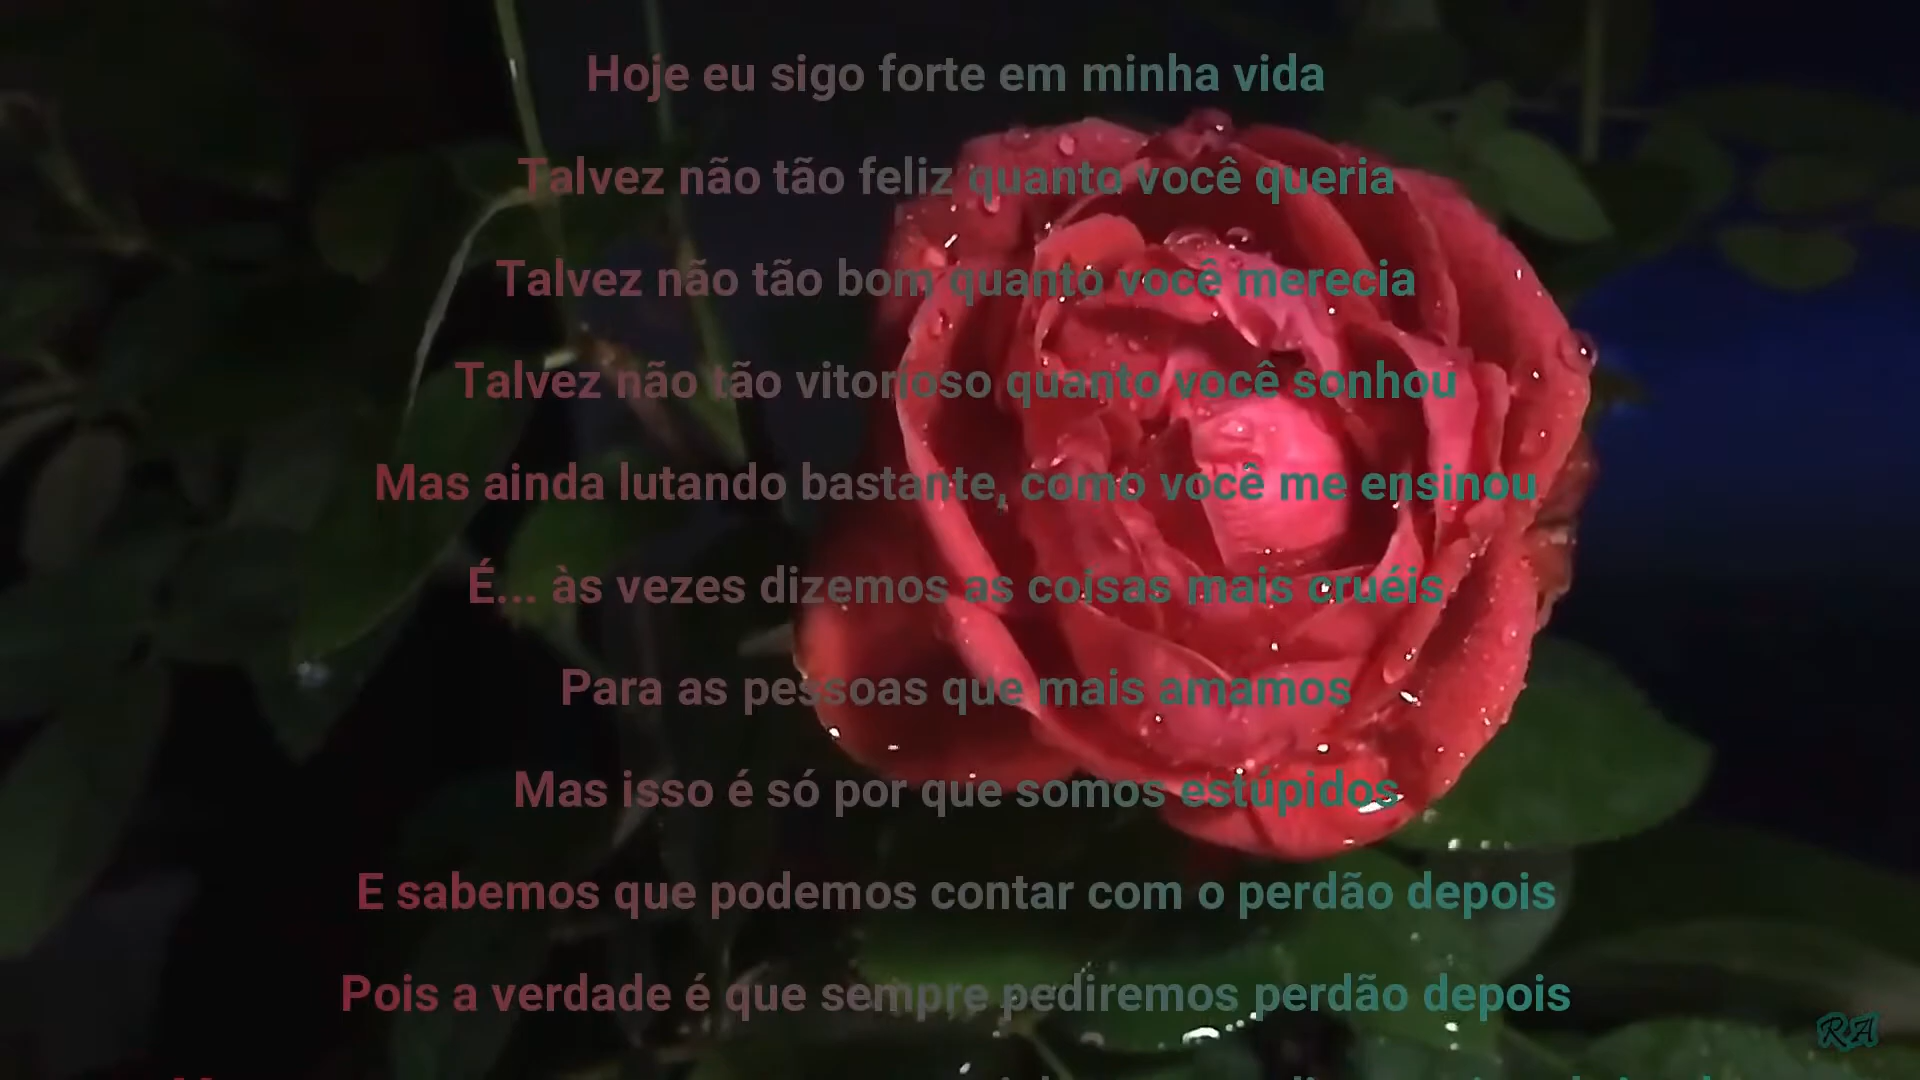 Hoje eu sigo forte em minha vida
Talvez não tão feliz quanto você queria
Talvez não tão bom quanto você merecia
Talvez não tão vitorioso quanto você sonhou
Mas ainda lutando bastante, como você me ensinou
É... às vezes dizemos as coisas mais cruéis
Para as pessoas que mais amamos
Mas isso é só por que somos estúpidos
E sabemos que podemos contar com o perdão depois
Pois a verdade é que sempre pediremos perdão depois
RA